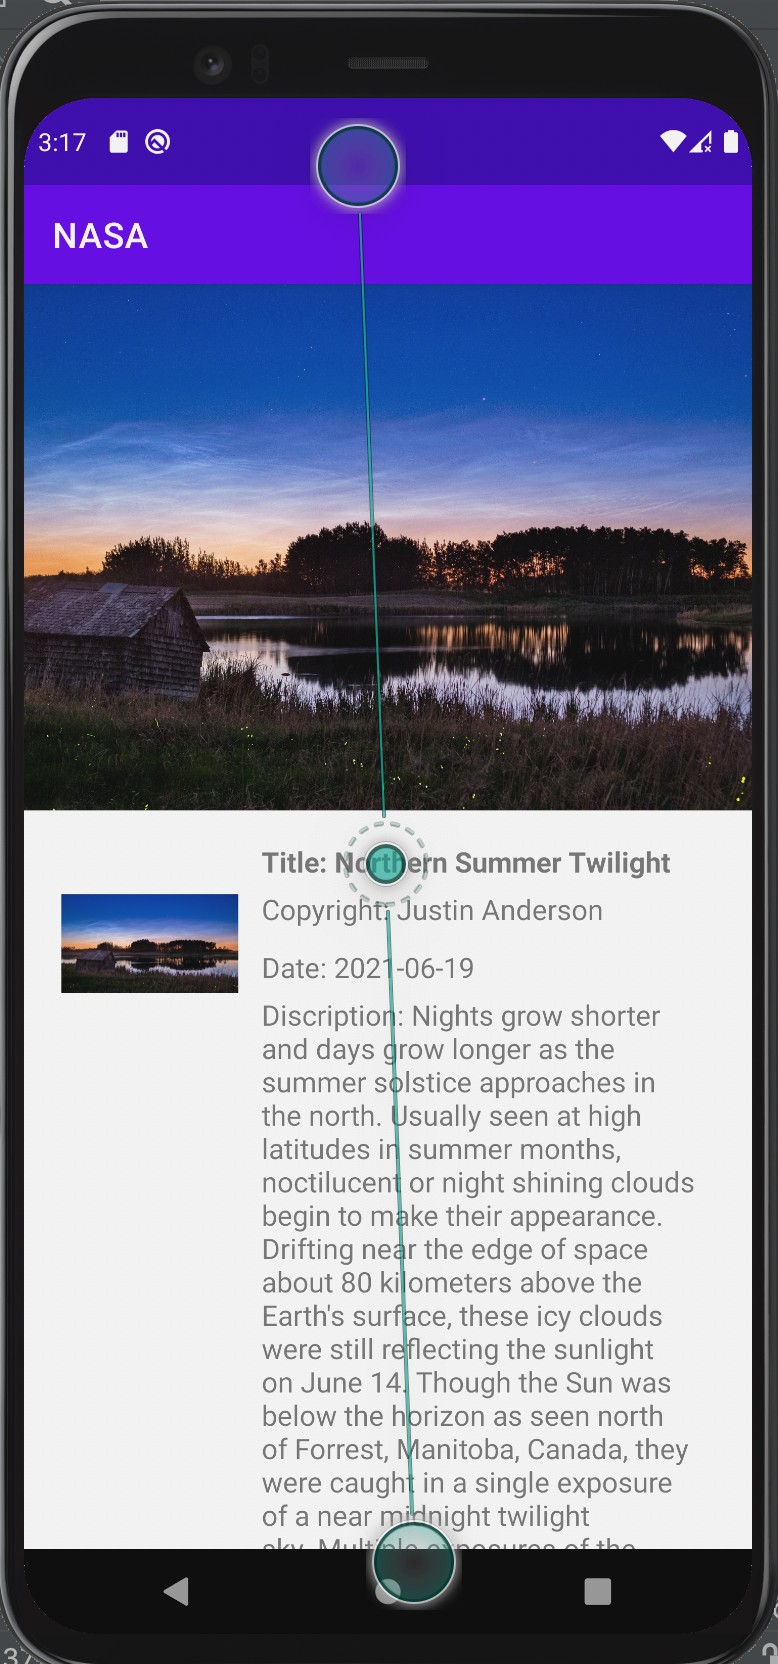 3:17
NASA
Title: Northern Summer Twilight
Copyright: Justin Anderson
Date: 2021-06-19
Discription: Nights grow shorter
and days grow longer as the
summer solstice approaches in
the north. Usually seen at high
latitudes in summer months,
noctilucent or night shining clouds
begin to make their appearance.
Drifting near the edge of space
about 80 kilometers above the
Earth's surface, these icy clouds
were still reflecting the sunlight
on June 14. Though the Sun was
below the horizon as seen north
of Forrest, Manitoba, Canada, they
were caught in a single exposure
of a near midnight twilight
sky. Multiple exposures of the